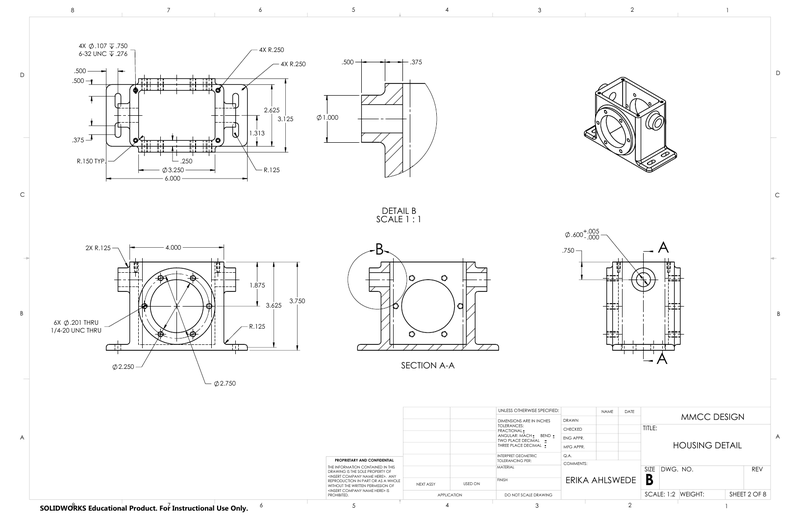 8 7 6 5 4 3 2 1
D
C
B
A
4X Ø.107 ↧ .750
6-32 UNC ↧ .276
.500
.500
4X R.250
4X R.250
2.625
3.125
1.313
.375
R.150 TYP.
.250
R.125
Ø3.250
6.000
.500
.375
Ø1.000
DETAIL B
SCALE 1 : 1
2X R.125
4.000
1.875
3.625
3.750
6X Ø.201 THRU
1/4-20 UNC THRU
R.125
Ø2.250
Ø2.750
B
SECTION A-A
Ø.600 +.005
.000
.750
A
A
D
C
B
A
UNLESS OTHERWISE SPECIFIED:
DIMENSIONS ARE IN INCHES
TOLERANCES:
FRACTIONAL ±
ANGULAR: MACH ± BEND ±
TWO PLACE DECIMAL ±
THREE PLACE DECIMAL ±
INTERPRET GEOMETRIC
TOLERANCING PER:
MATERIAL
FINISH
DO NOT SCALE DRAWING
NAME DATE
DRAWN
CHECKED
ENG APPR.
MFG APPR.
Q.A.
COMMENTS:
ERIKA AHLSWEDE
MMCC DESIGN
TITLE:
HOUSING DETAIL
SIZE DWG. NO. REV
B
SCALE: 1:2 WEIGHT: SHEET 2 OF 8
PROPRIETARY AND CONFIDENTIAL
THE INFORMATION CONTAINED IN THIS
DRAWING IS THE SOLE PROPERTY OF
<INSERT COMPANY NAME HERE>. ANY
REPRODUCTION IN PART OR AS A WHOLE
WITHOUT THE WRITTEN PERMISSION OF
<INSERT COMPANY NAME HERE> IS
PROHIBITED.
NEXT ASSY USED ON
APPLICATION
7 6 5 4 3 2 1
SOLIDWORKS Educational Product. For Instructional Use Only.